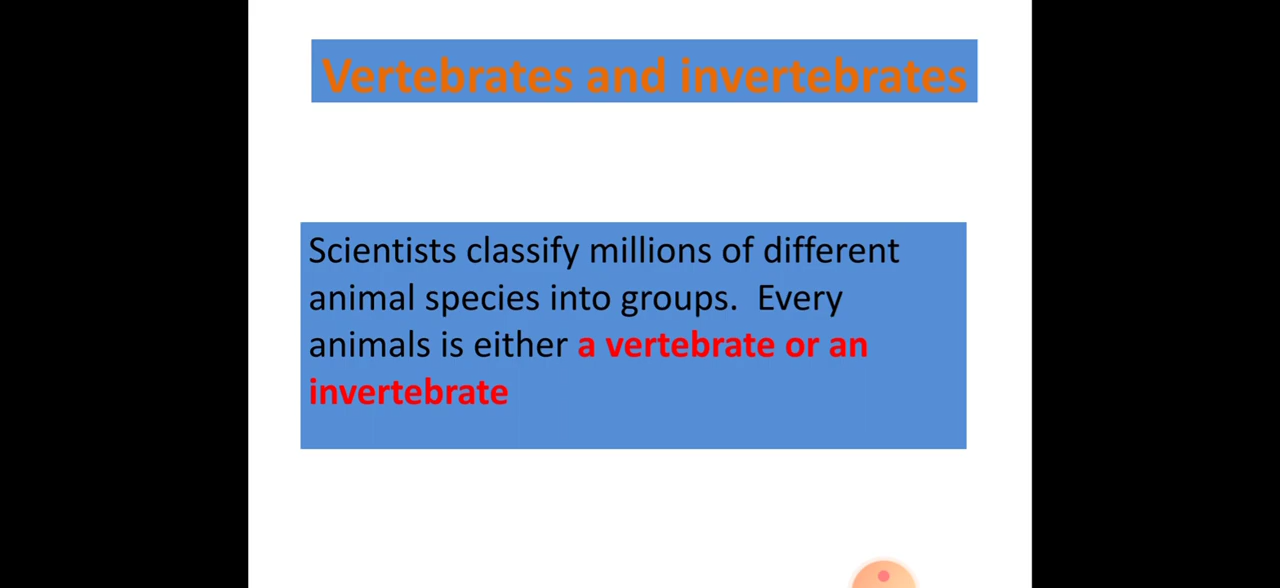 Vertebrates and invertebrates
Scientists classify millions of different
animal species into groups.  Every
animals is either a vertebrate or an
invertebrate